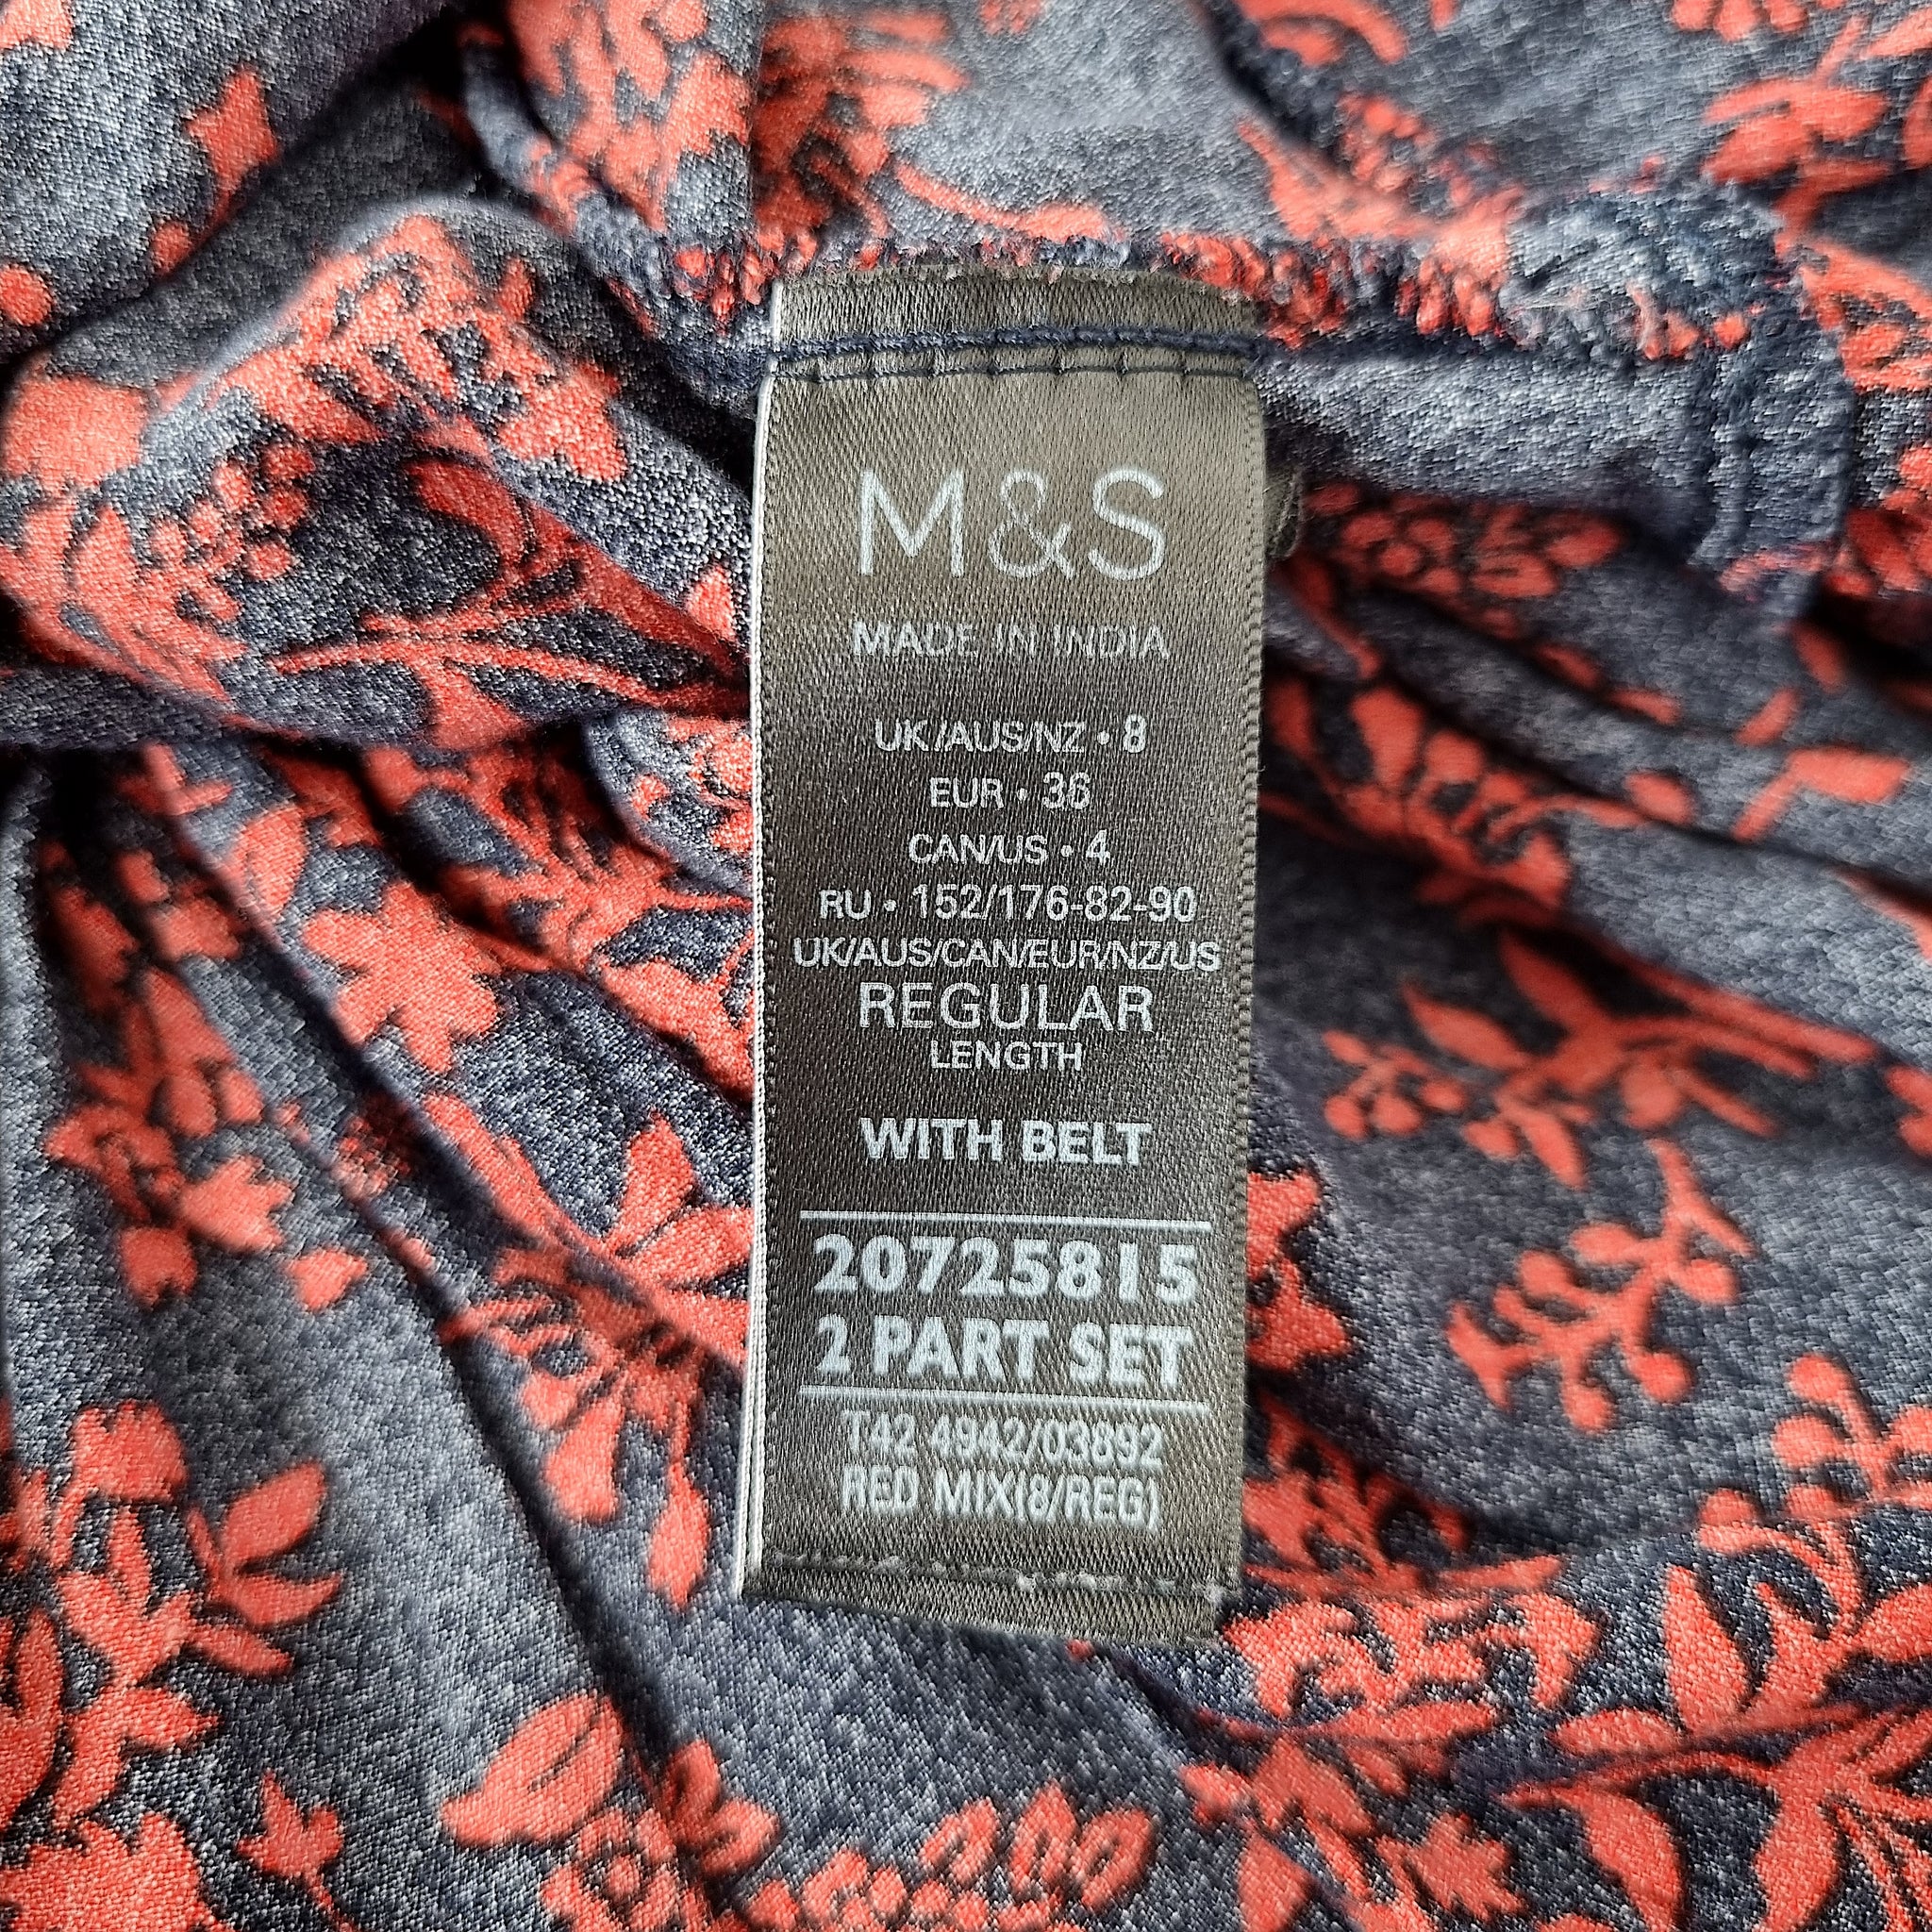 M&S
MADE IN INDIA
UK/AUS/NZ • 8
EUR • 36
CAN/US • 4
RU • 152/176-82-90
UK/AUS/CAN/EUR/NZ/US
REGULAR
LENGTH
WITH BELT
20725815
2 PART SET
T42 4942/03892
RED MIX(8/REG)